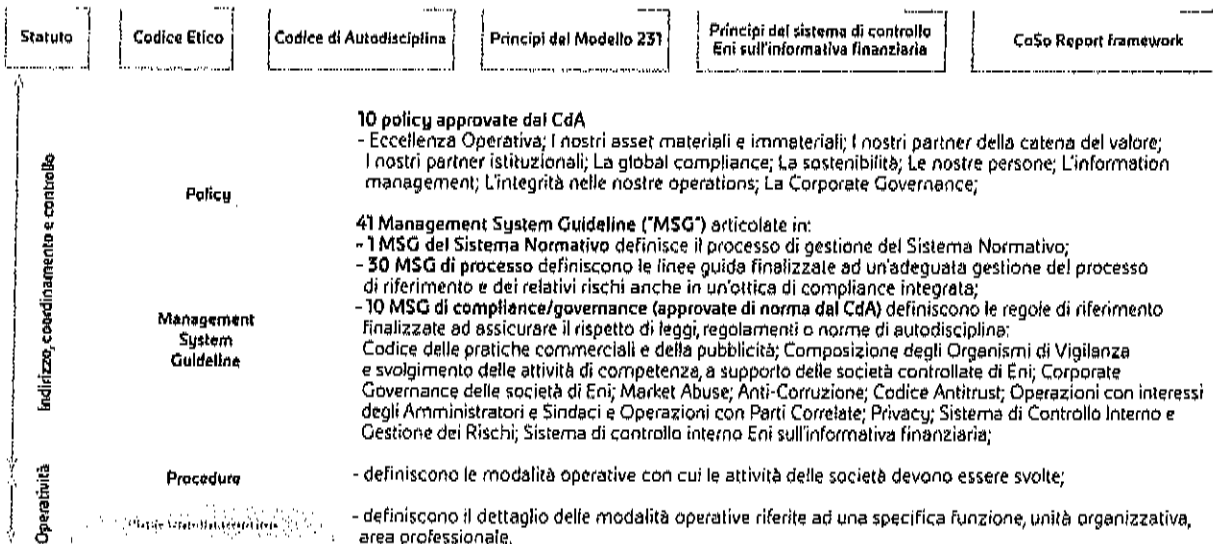 Statuto
Codice Etico
Codice di Autodisciplina
Principi del Modello 231
Principi del sistema di controllo
Eni sull'informativa finanziaria
CoSo Report framework
Indirizzo, coordinamento e controllo
Policy
10 policy approvate dal CdA
- Eccellenza Operativa; I nostri asset materiali e immateriali; I nostri partner della catena del valore;
I nostri partner istituzionali; La global compliance; La sostenibilità; Le nostre persone; L'information
management; L'integrità nelle nostre operations; La Corporate Governance;
Management
System
Guideline
41 Management System Guideline ("MSG") articolate in:
- 1 MSG del Sistema Normativo definisce il processo di gestione del Sistema Normativo;
- 30 MSG di processo definiscono le linee guida finalizzate ad un'adeguata gestione del processo
di riferimento e dei relativi rischi anche in un'ottica di compliance integrata;
- 10 MSG di compliance/governance (approvate di norma dal CdA) definiscono le regole di riferimento
finalizzate ad assicurare il rispetto di leggi, regolamenti o norme di autodisciplina:
Codice delle pratiche commerciali e della pubblicità; Composizione degli Organismi di Vigilanza
e svolgimento delle attività di competenza, a supporto delle società controllate di Eni; Corporate
Governance delle società di Eni; Market Abuse; Anti-Corruzione; Codice Antitrust; Operazioni con interessi
degli Amministratori e Sindaci e Operazioni con Parti Correlate; Privacy; Sistema di Controllo Interno e
Gestione dei Rischi; Sistema di controllo interno Eni sull'informativa finanziaria;
Operatività
Procedure
- definiscono le modalità operative con cui le attività delle società devono essere svolte;
- definiscono il dettaglio delle modalità operative riferite ad una specifica funzione, unità organizzativa,
area professionale.